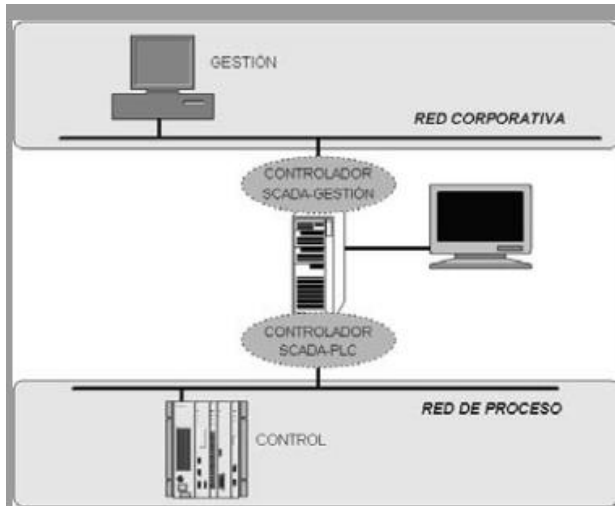 GESTIÓN
RED CORPORATIVA
CONTROLADOR
SCADA-GESTIÓN
CONTROLADOR
SCADA-PLC
RED DE PROCESO
CONTROL